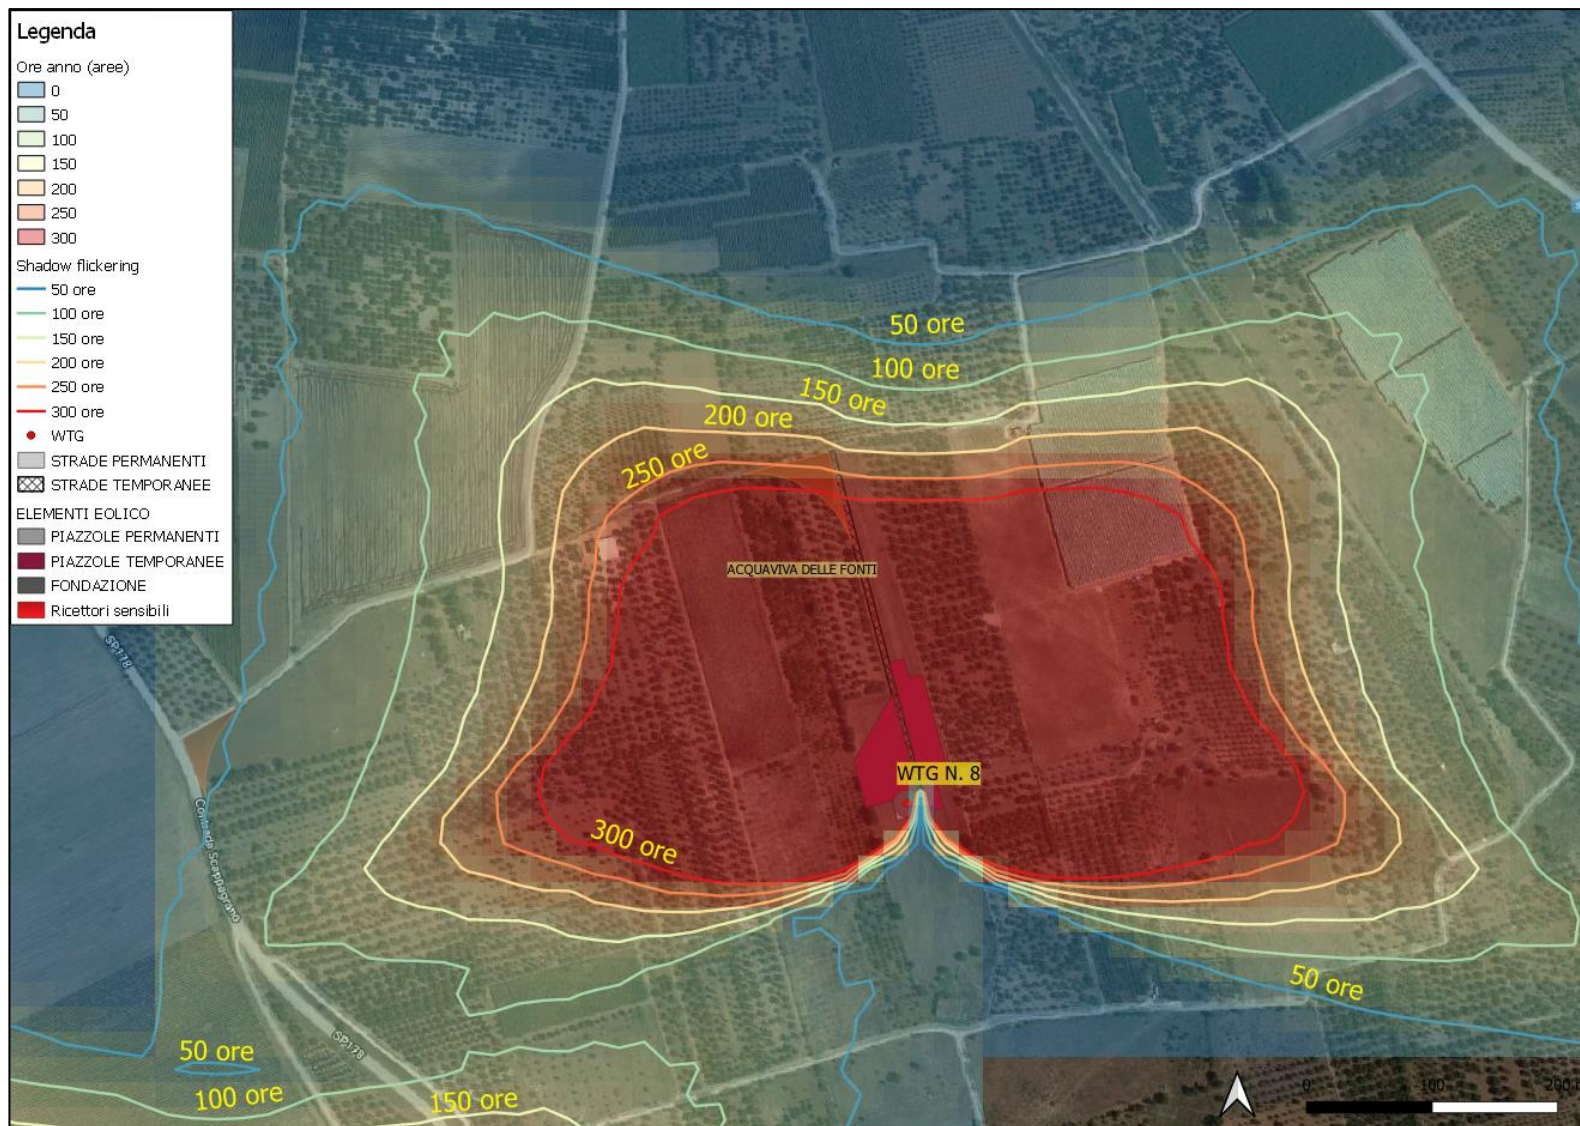 Legenda
Ore anno (aree)
0
50
100
150
200
250
300
Shadow flickering
50 ore
100 ore
150 ore
200 ore
250 ore
300 ore
WTG
STRADE PERMANENTI
STRADE TEMPORANEE
ELEMENTI EOLICO
PIAZZOLE PERMANENTI
PIAZZOLE TEMPORANEE
FONDAZIONE
Ricettori sensibili
50 ore
100 ore
150 ore
200 ore
250 ore
ACQUAVIVA DELLE FONTI
SP178
WTG N. 8
300 ore
Contrada Scappagrano
50 ore
SP178
50 ore
100 ore
150 ore
0 100 200